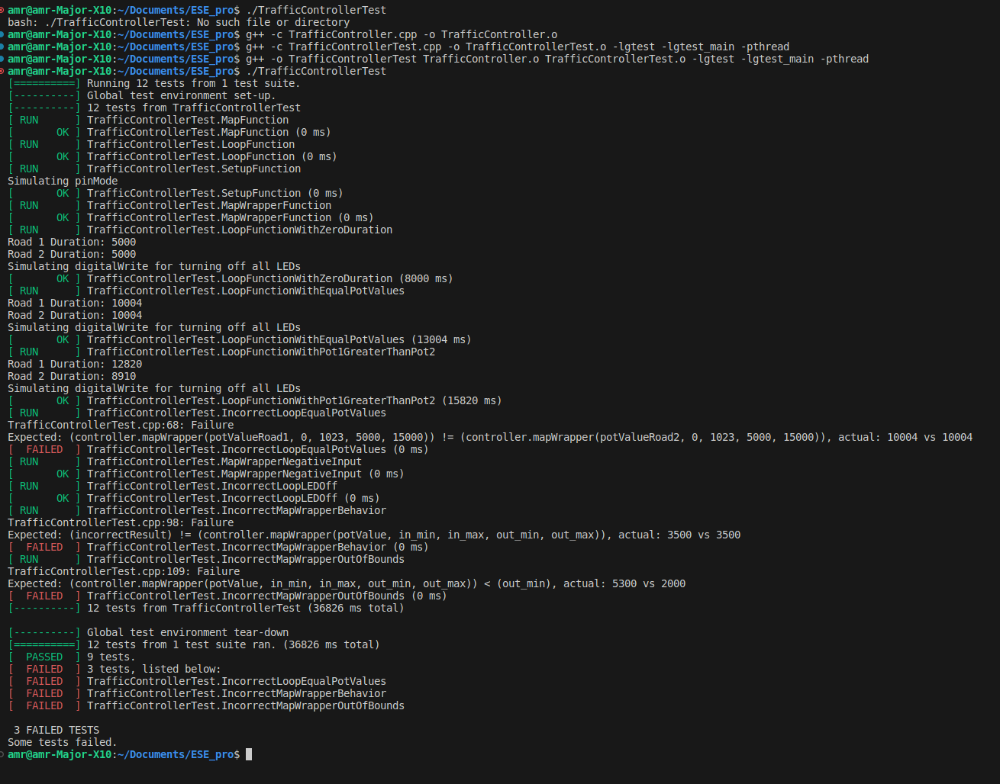 amr@amr-Major-X10:~/Documents/ESE_pro$ ./TrafficControllerTest
bash: ./TrafficControllerTest: No such file or directory
amr@amr-Major-X10:~/Documents/ESE_pro$ g++ -c TrafficController.cpp -o TrafficController.o
amr@amr-Major-X10:~/Documents/ESE_pro$ g++ -c TrafficControllerTest.cpp -o TrafficControllerTest.o -lgtest -lgtest_main -pthread
amr@amr-Major-X10:~/Documents/ESE_pro$ g++ -o TrafficControllerTest TrafficController.o TrafficControllerTest.o -lgtest -lgtest_main -pthread
amr@amr-Major-X10:~/Documents/ESE_pro$ ./TrafficControllerTest
[==========] Running 12 tests from 1 test suite.
[----------] Global test environment set-up.
[----------] 12 tests from TrafficControllerTest
[ RUN      ] TrafficControllerTest.MapFunction
[       OK ] TrafficControllerTest.MapFunction (0 ms)
[ RUN      ] TrafficControllerTest.LoopFunction
[       OK ] TrafficControllerTest.LoopFunction (0 ms)
[ RUN      ] TrafficControllerTest.SetupFunction
Simulating pinMode
[       OK ] TrafficControllerTest.SetupFunction (0 ms)
[ RUN      ] TrafficControllerTest.MapWrapperFunction
[       OK ] TrafficControllerTest.MapWrapperFunction (0 ms)
[ RUN      ] TrafficControllerTest.LoopFunctionWithZeroDuration
Road 1 Duration: 5000
Road 2 Duration: 5000
Simulating digitalWrite for turning off all LEDs
[       OK ] TrafficControllerTest.LoopFunctionWithZeroDuration (8000 ms)
[ RUN      ] TrafficControllerTest.LoopFunctionWithEqualPotValues
Road 1 Duration: 10004
Road 2 Duration: 10004
Simulating digitalWrite for turning off all LEDs
[       OK ] TrafficControllerTest.LoopFunctionWithEqualPotValues (13004 ms)
[ RUN      ] TrafficControllerTest.LoopFunctionWithPot1GreaterThanPot2
Road 1 Duration: 12820
Road 2 Duration: 8910
Simulating digitalWrite for turning off all LEDs
[       OK ] TrafficControllerTest.LoopFunctionWithPot1GreaterThanPot2 (15820 ms)
[ RUN      ] TrafficControllerTest.IncorrectLoopEqualPotValues
TrafficControllerTest.cpp:68: Failure
Expected: (controller.mapWrapper(potValueRoad1, 0, 1023, 5000, 15000)) != (controller.mapWrapper(potValueRoad2, 0, 1023, 5000, 15000)), actual: 10004 vs 10004
[  FAILED  ] TrafficControllerTest.IncorrectLoopEqualPotValues (0 ms)
[ RUN      ] TrafficControllerTest.MapWrapperNegativeInput
[       OK ] TrafficControllerTest.MapWrapperNegativeInput (0 ms)
[ RUN      ] TrafficControllerTest.IncorrectLoopLEDOff
[       OK ] TrafficControllerTest.IncorrectLoopLEDOff (0 ms)
[ RUN      ] TrafficControllerTest.IncorrectMapWrapperBehavior
TrafficControllerTest.cpp:98: Failure
Expected: (incorrectResult) != (controller.mapWrapper(potValue, in_min, in_max, out_min, out_max)), actual: 3500 vs 3500
[  FAILED  ] TrafficControllerTest.IncorrectMapWrapperBehavior (0 ms)
[ RUN      ] TrafficControllerTest.IncorrectMapWrapperOutOfBounds
TrafficControllerTest.cpp:109: Failure
Expected: (controller.mapWrapper(potValue, in_min, in_max, out_min, out_max)) < (out_min), actual: 5300 vs 2000
[  FAILED  ] TrafficControllerTest.IncorrectMapWrapperOutOfBounds (0 ms)
[----------] 12 tests from TrafficControllerTest (36826 ms total)

[----------] Global test environment tear-down
[==========] 12 tests from 1 test suite ran. (36826 ms total)
[  PASSED  ] 9 tests.
[  FAILED  ] 3 tests, listed below:
[  FAILED  ] TrafficControllerTest.IncorrectLoopEqualPotValues
[  FAILED  ] TrafficControllerTest.IncorrectMapWrapperBehavior
[  FAILED  ] TrafficControllerTest.IncorrectMapWrapperOutOfBounds

 3 FAILED TESTS
Some tests failed.
amr@amr-Major-X10:~/Documents/ESE_pro$